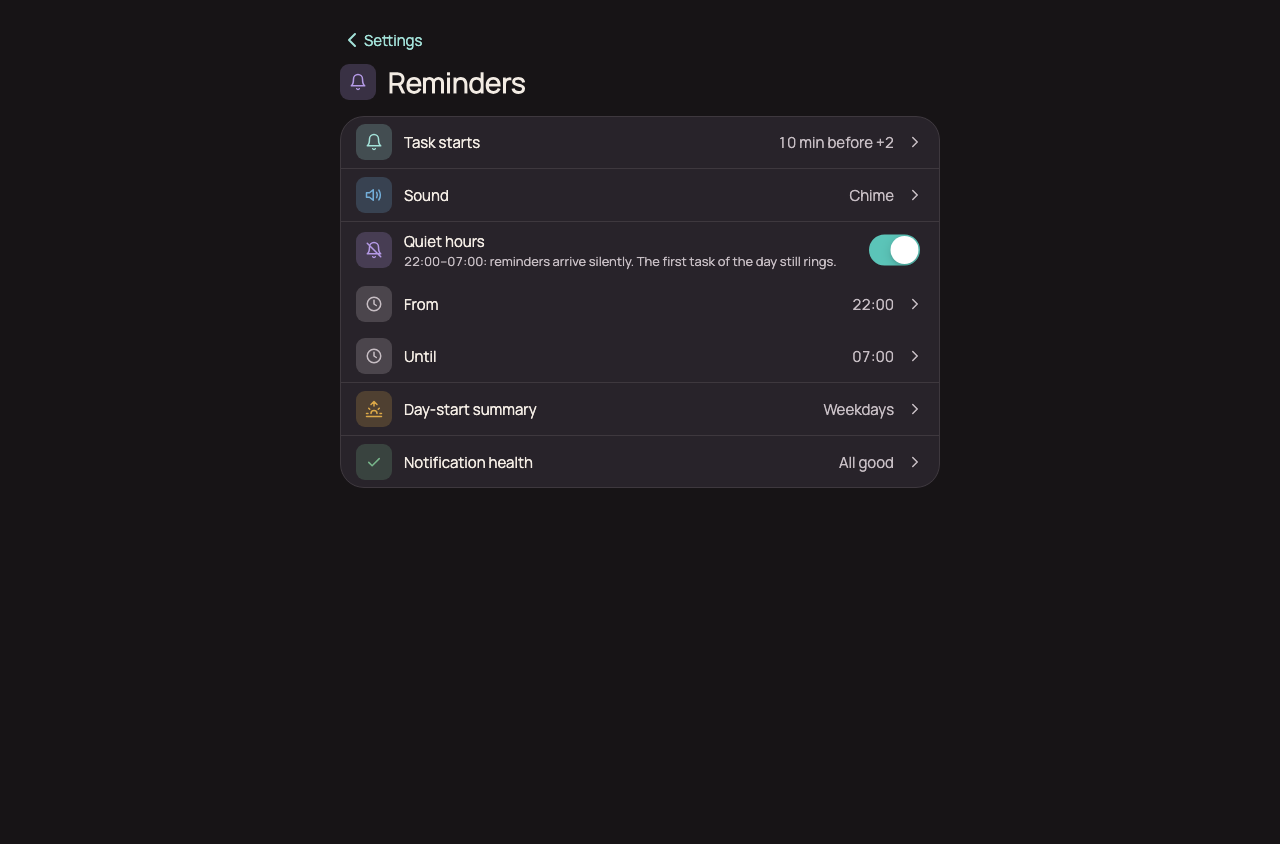 Settings
Reminders
Task starts 10 min before +2
Sound Chime
Quiet hours
22:00–07:00: reminders arrive silently. The first task of the day still rings.
From 22:00
Until 07:00
Day-start summary Weekdays
Notification health All good